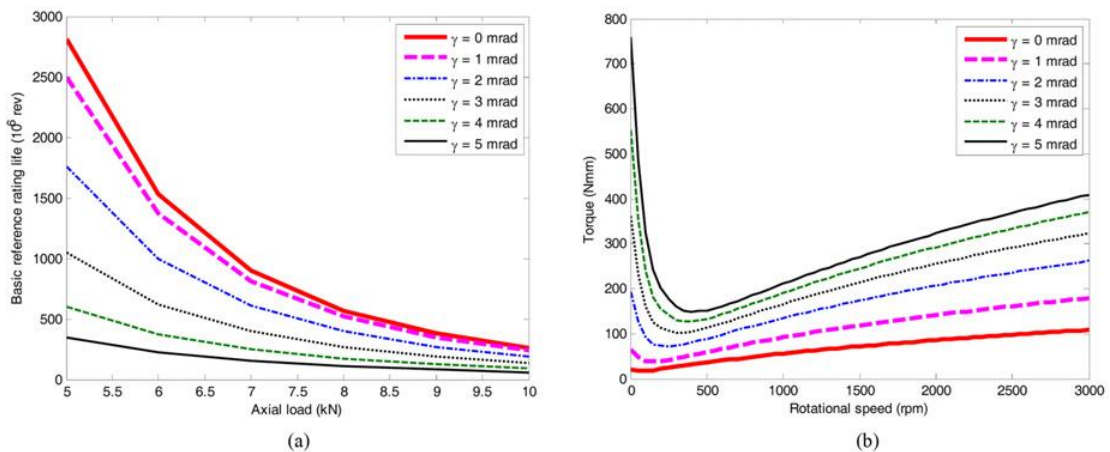 3000
2500
2000
1500
1000
500
0
Basic reference rating life (10⁶ rev)
γ = 0 mrad
γ = 1 mrad
γ = 2 mrad
γ = 3 mrad
γ = 4 mrad
γ = 5 mrad
5 5.5 6 6.5 7 7.5 8 8.5 9 9.5 10
Axial load (kN)
(a)
800
700
600
500
400
300
200
100
0
Torque (Nmm)
γ = 0 mrad
γ = 1 mrad
γ = 2 mrad
γ = 3 mrad
γ = 4 mrad
γ = 5 mrad
0 500 1000 1500 2000 2500 3000
Rotational speed (rpm)
(b)